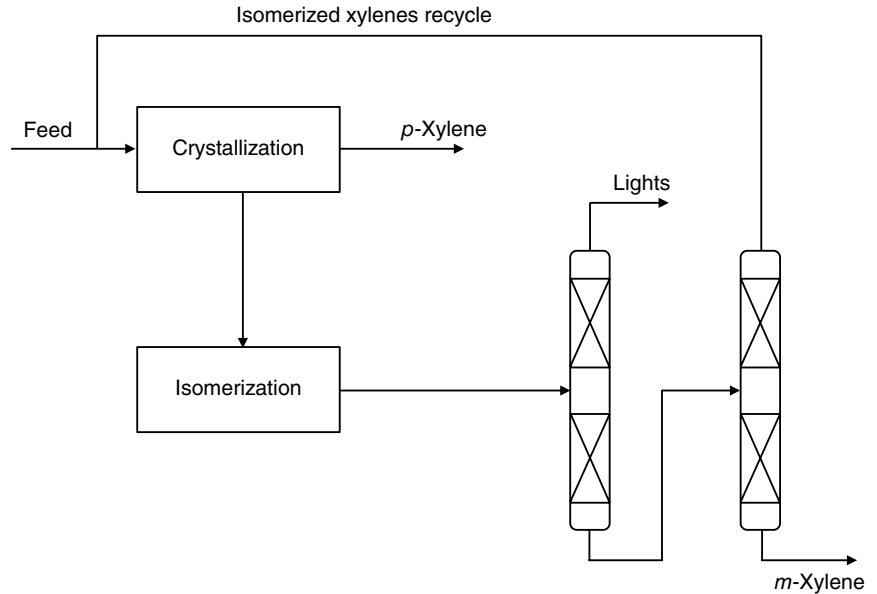 Isomerized xylenes recycle
Feed
Crystallization
p-Xylene
Lights
Isomerization
m-Xylene